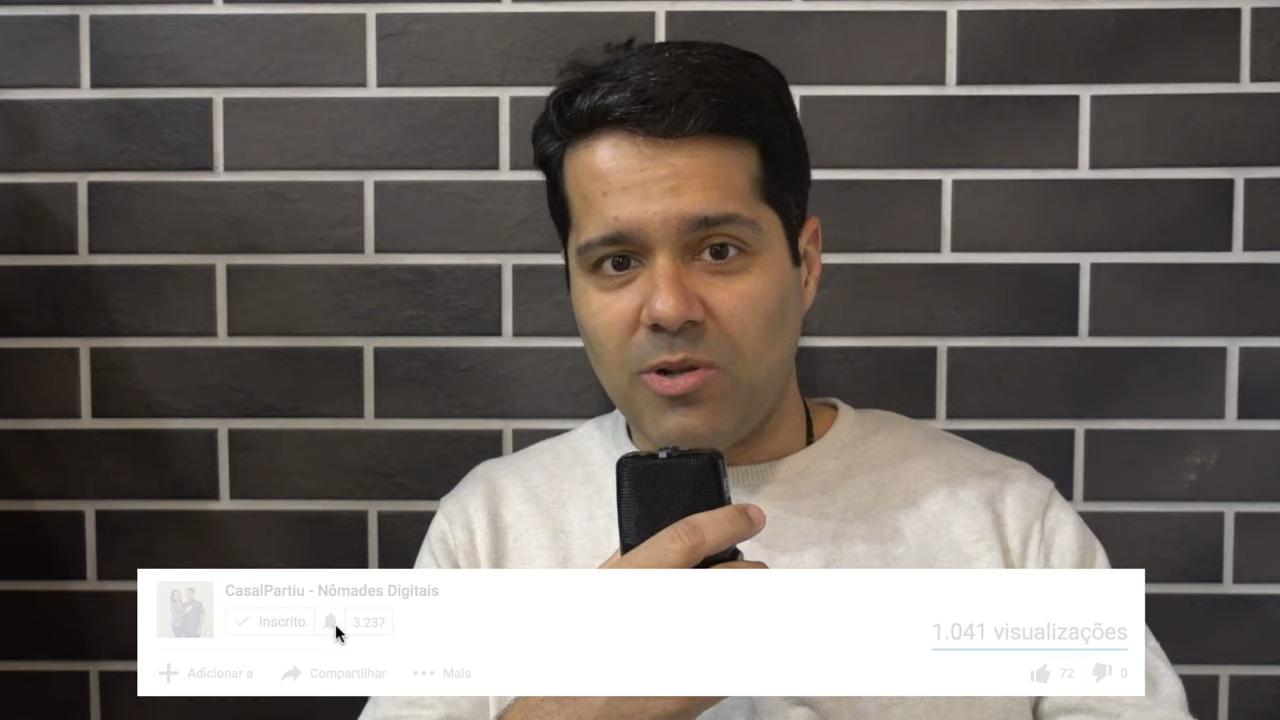 CasalPartiu - Nômades Digitais
Inscrito 3.237
1.041 visualizações
Adicionar a Compartilhar Mais 72 0